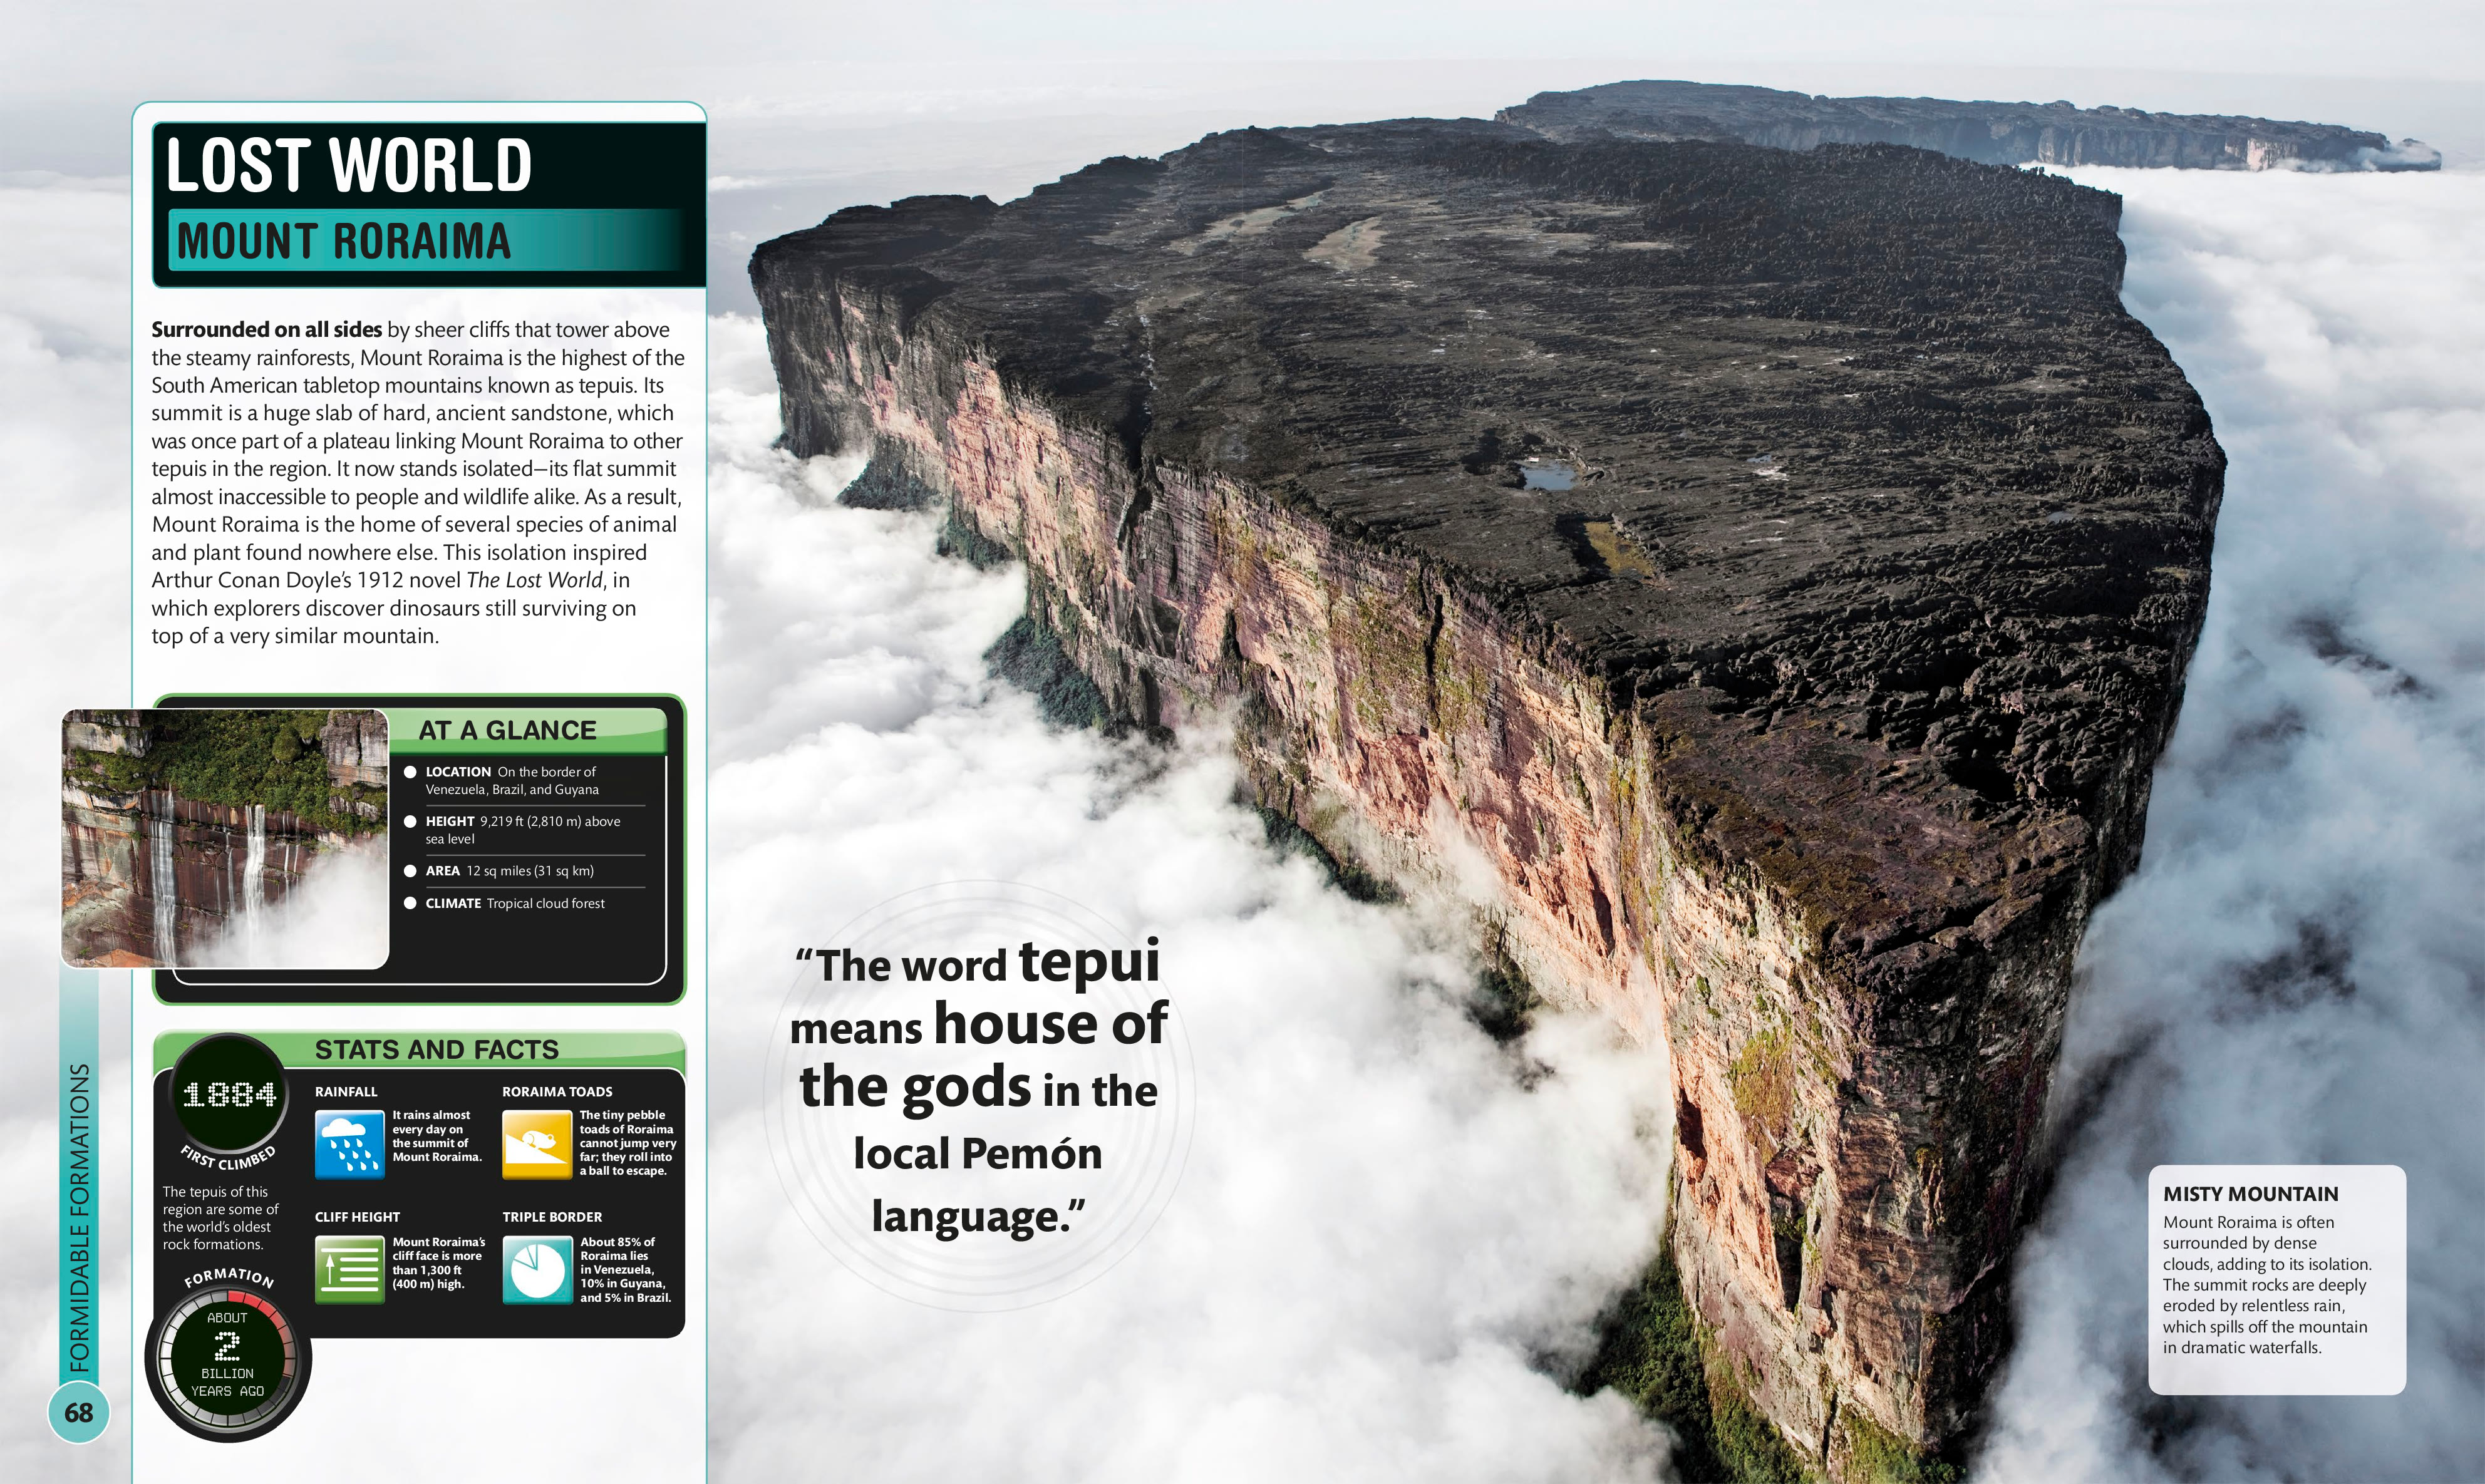 LOST WORLD
MOUNT RORAIMA
Surrounded on all sides by sheer cliffs that tower above
the steamy rainforests, Mount Roraima is the highest of the
South American tabletop mountains known as tepuis. Its
summit is a huge slab of hard, ancient sandstone, which
was once part of a plateau linking Mount Roraima to other
tepuis in the region. It now stands isolated—its flat summit
almost inaccessible to people and wildlife alike. As a result,
Mount Roraima is the home of several species of animal
and plant found nowhere else. This isolation inspired
Arthur Conan Doyle's 1912 novel The Lost World, in
which explorers discover dinosaurs still surviving on
top of a very similar mountain.
AT A GLANCE
LOCATION On the border of
Venezuela, Brazil, and Guyana
HEIGHT 9,219 ft (2,810 m) above
sea level
AREA 12 sq miles (31 sq km)
CLIMATE Tropical cloud forest
STATS AND FACTS
1884
FIRST CLIMBED
The tepuis of this
region are some of
the world's oldest
rock formations.
FORMATION
ABOUT
2
BILLION
YEARS AGO
RAINFALL
It rains almost
every day on
the summit of
Mount Roraima.
RORAIMA TOADS
The tiny pebble
toads of Roraima
cannot jump very
far; they roll into
a ball to escape.
CLIFF HEIGHT
Mount Roraima's
cliff face is more
than 1,300 ft
(400 m) high.
TRIPLE BORDER
About 85% of
Roraima lies
in Venezuela,
10% in Guyana,
and 5% in Brazil.
FORMIDABLE FORMATIONS
68
“The word tepui
means house of
the gods in the
local Pemón
language.”
MISTY MOUNTAIN
Mount Roraima is often
surrounded by dense
clouds, adding to its isolation.
The summit rocks are deeply
eroded by relentless rain,
which spills off the mountain
in dramatic waterfalls.